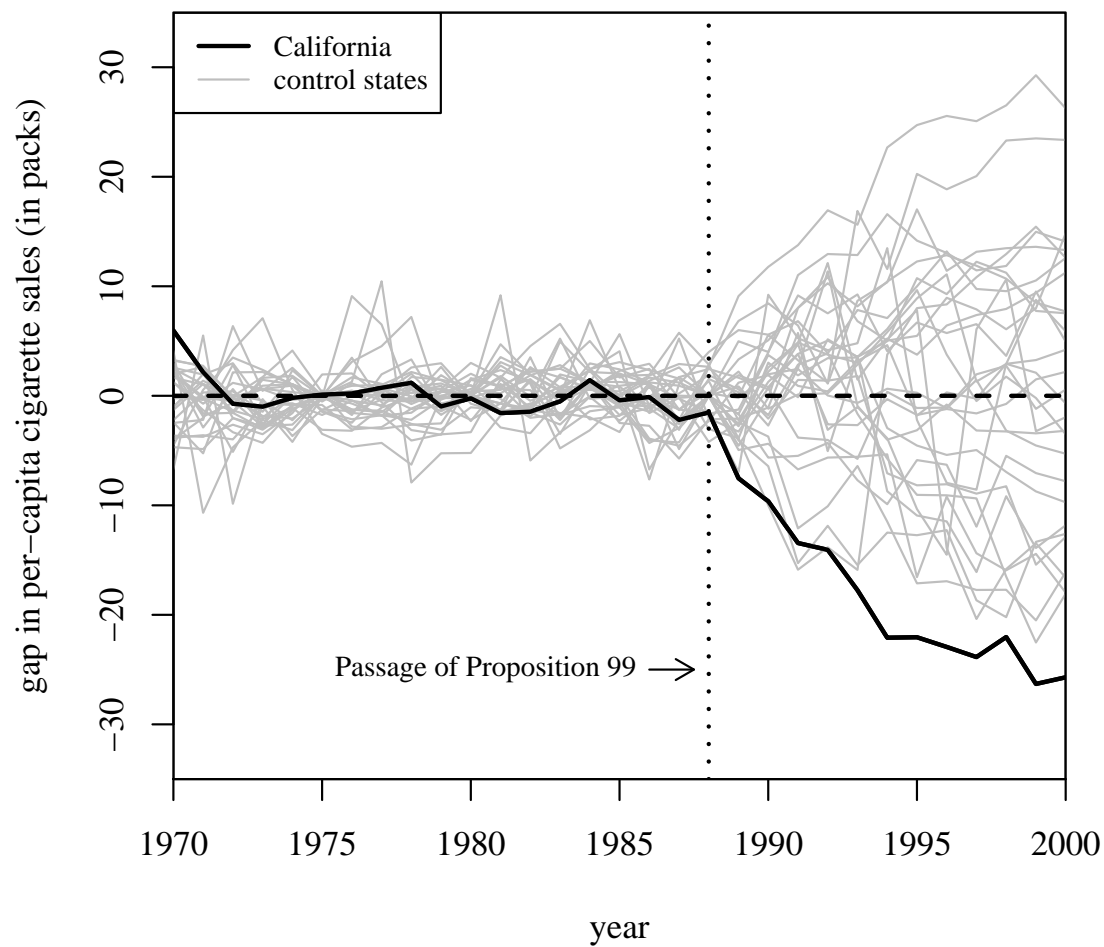 California
control states
gap in per−capita cigarette sales (in packs)
30
20
10
0
−10
−20
−30
Passage of Proposition 99
1970 1975 1980 1985 1990 1995 2000
year